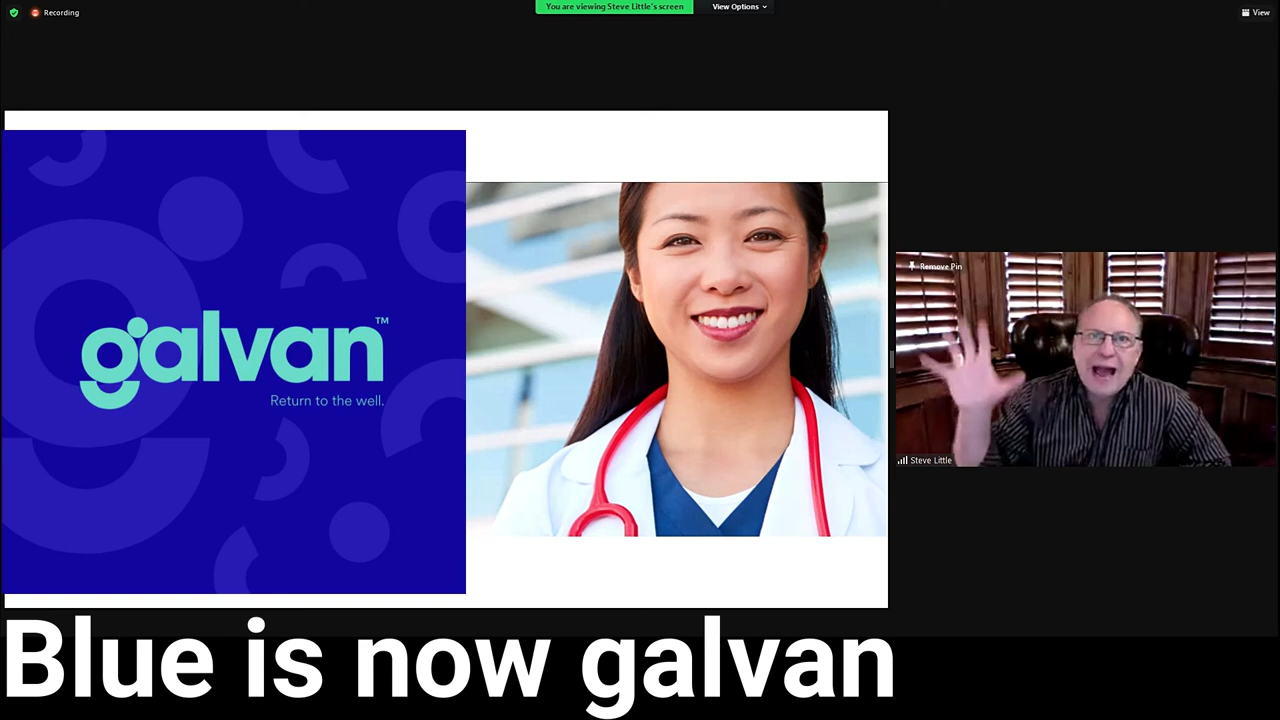 Recording
You are viewing Steve Little's screen
View Options
View
galvan™
Return to the well.
Remove Pin
Steve Little
Blue is now galvan